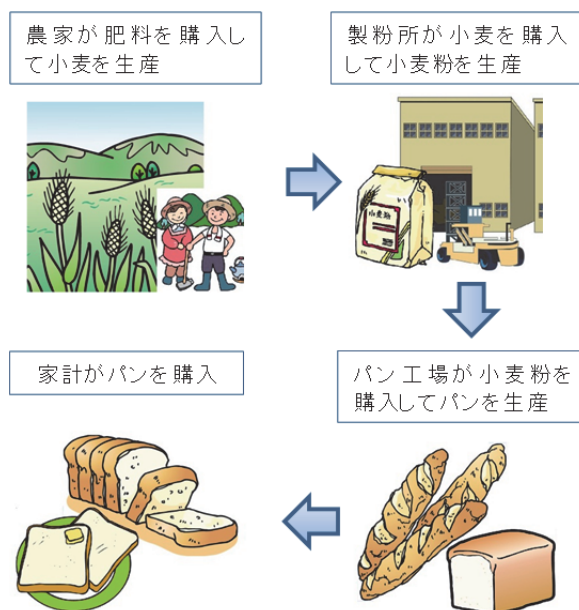 農家が肥料を購入し
て小麦を生産
製粉所が小麦を購入
して小麦粉を生産
小麦粉
パン工場が小麦粉を
購入してパンを生産
家計がパンを購入